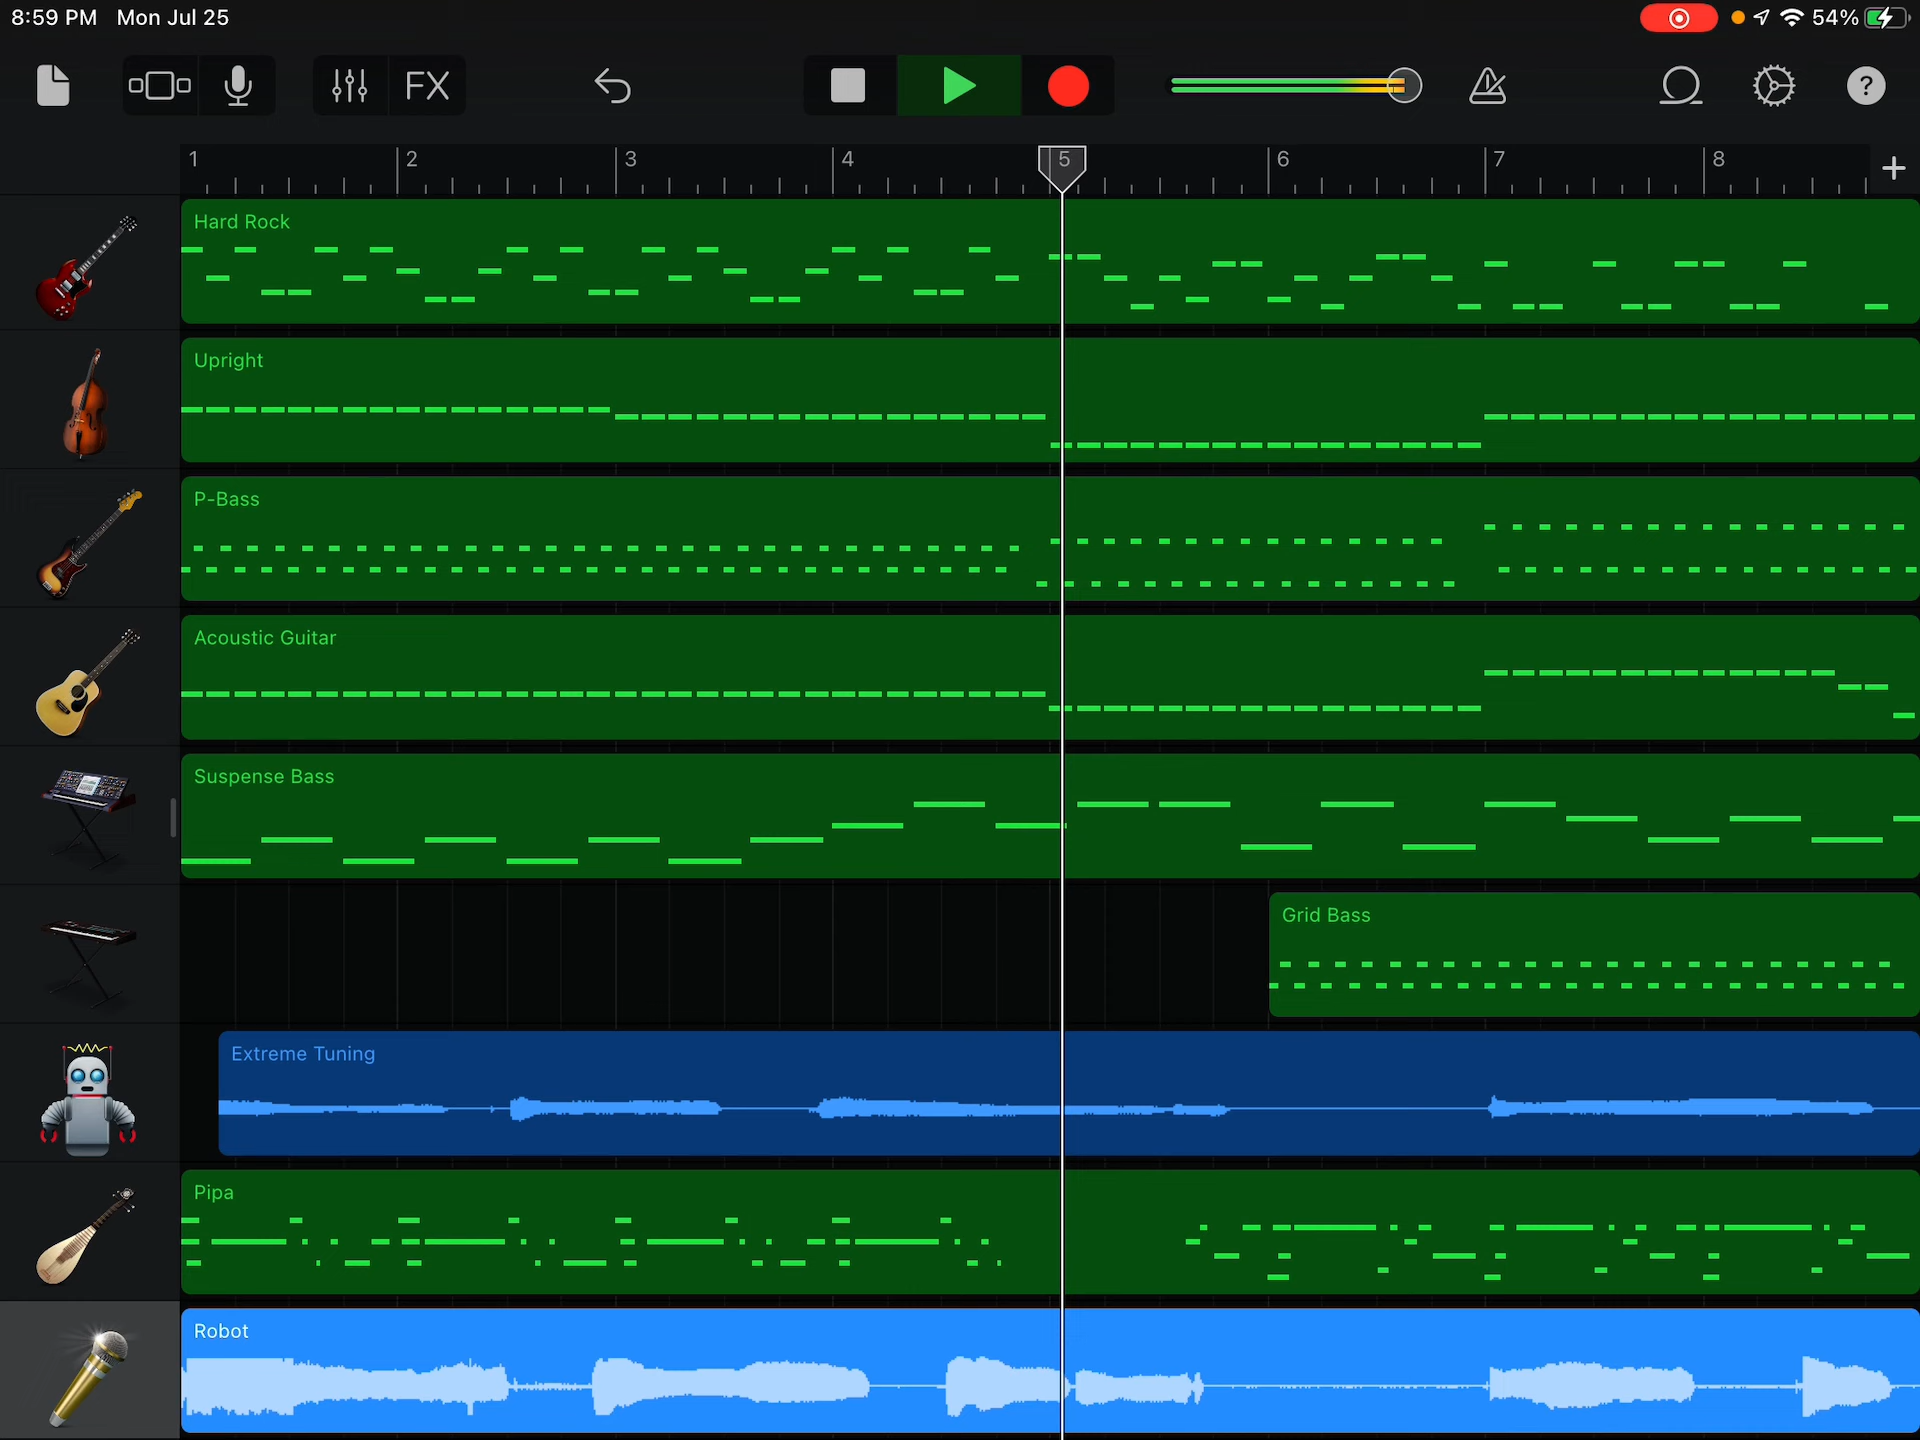 8:59 PM Mon Jul 25 54%
FX ?
1 2 3 4 5 6 7 8 +
Hard Rock
Upright
P-Bass
Acoustic Guitar
Suspense Bass
Grid Bass
Extreme Tuning
Pipa
Robot